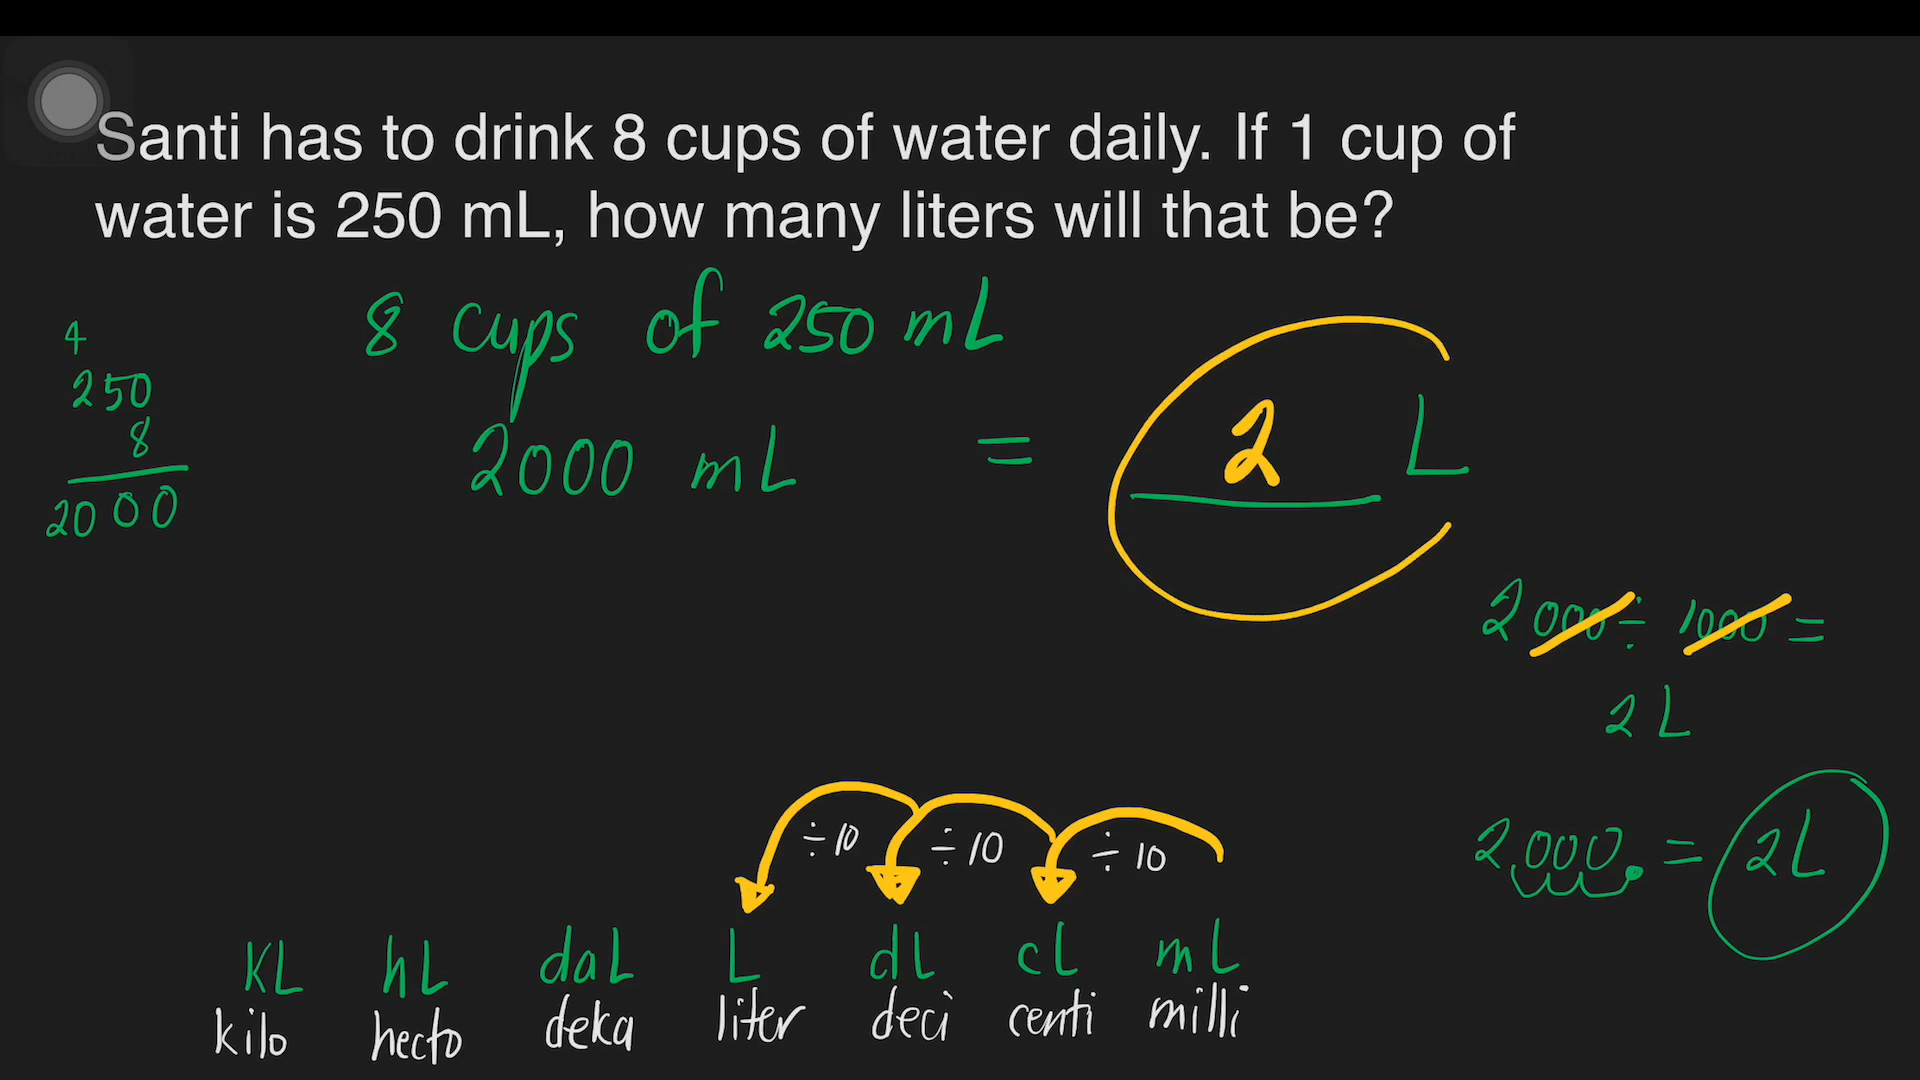 Santi has to drink 8 cups of water daily. If 1 cup of
water is 250 mL, how many liters will that be?
8 cups of 250 mL
4
250
8
2000
2000 mL = 2 L
2000 ÷ 1000 =
2 L
2.000 = 2L
÷10 ÷10 ÷10
KL hL daL L dL cL mL
kilo hecto deka liter deci centi milli